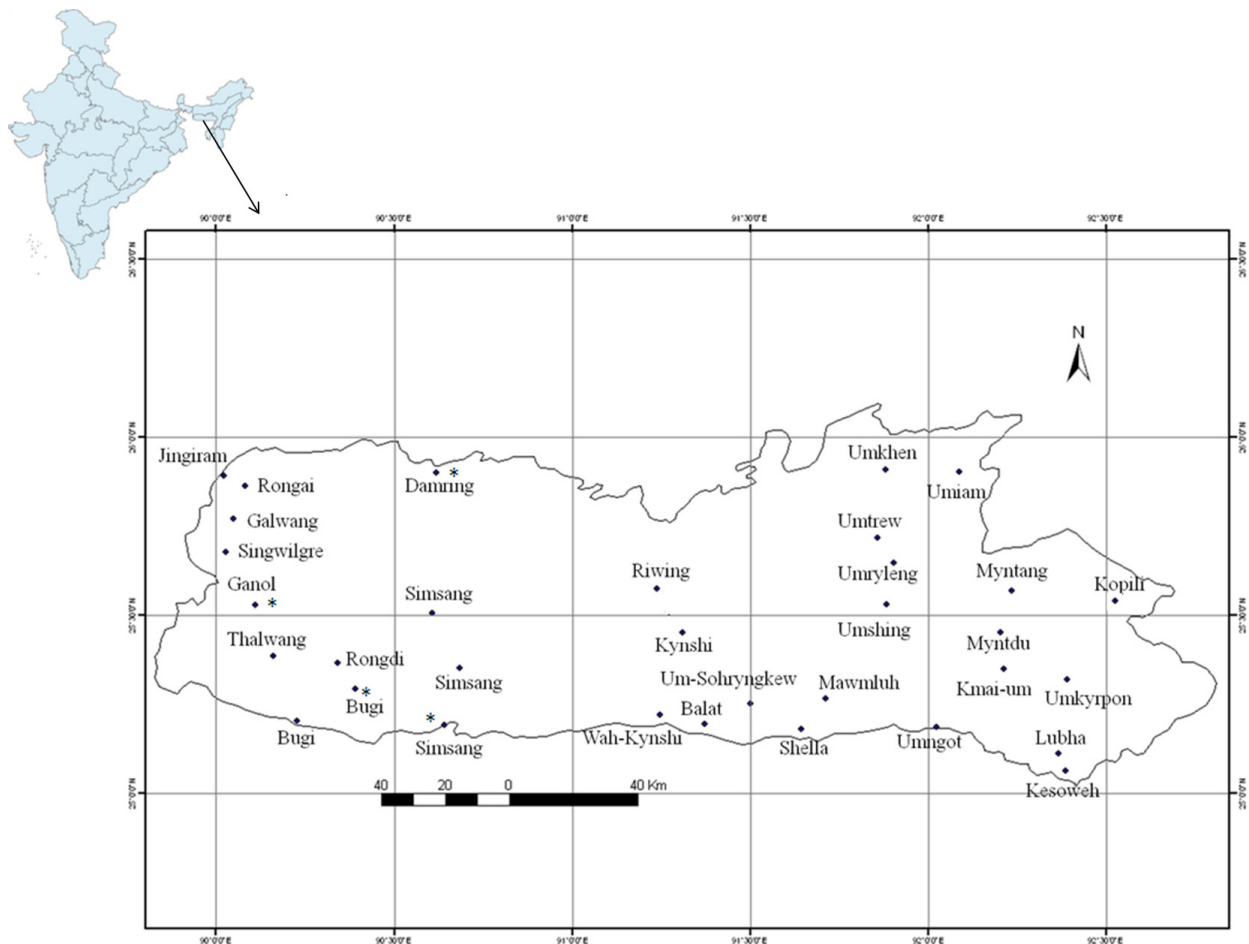 90°0'0"E 90°30'0"E 91°0'0"E 91°30'0"E 92°0'0"E 92°30'0"E
N
Jingiram
Rongai
Galwang
Singwilgre
Ganol *
Thalwang
Rongdi
*
Bugi
Bugi
Damring *
Simsang
Simsang
*
Simsang
Riwing
Kynshi
Um-Sohryngkew
Balat
Wah-Kynshi
Mawmluh
Shella
Umkhen
Umiam
Umtrew
Umryleng
Umshing
Umngot
Myntang
Kopili
Myntdu
Kmai-um
Umkyrpon
Lubha
Kesoweh
40 20 0 40 Km
25°30'0"N 25°30'0"N
25°0'0"N 25°0'0"N
90°0'0"E 90°30'0"E 91°0'0"E 91°30'0"E 92°0'0"E 92°30'0"E